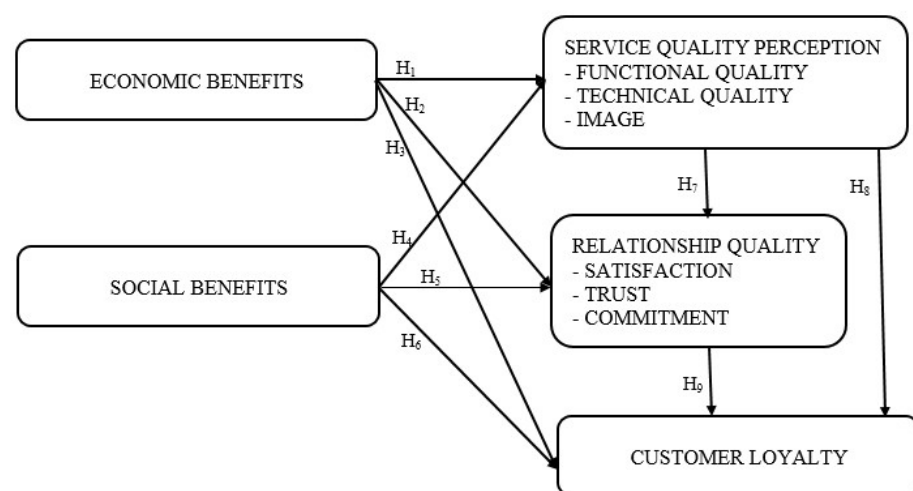 ECONOMIC BENEFITS
SERVICE QUALITY PERCEPTION
- FUNCTIONAL QUALITY
- TECHNICAL QUALITY
- IMAGE
H₁
H₂
H₃
H₇
H₈
SOCIAL BENEFITS
H₄
H₅
H₆
RELATIONSHIP QUALITY
- SATISFACTION
- TRUST
- COMMITMENT
H₉
CUSTOMER LOYALTY